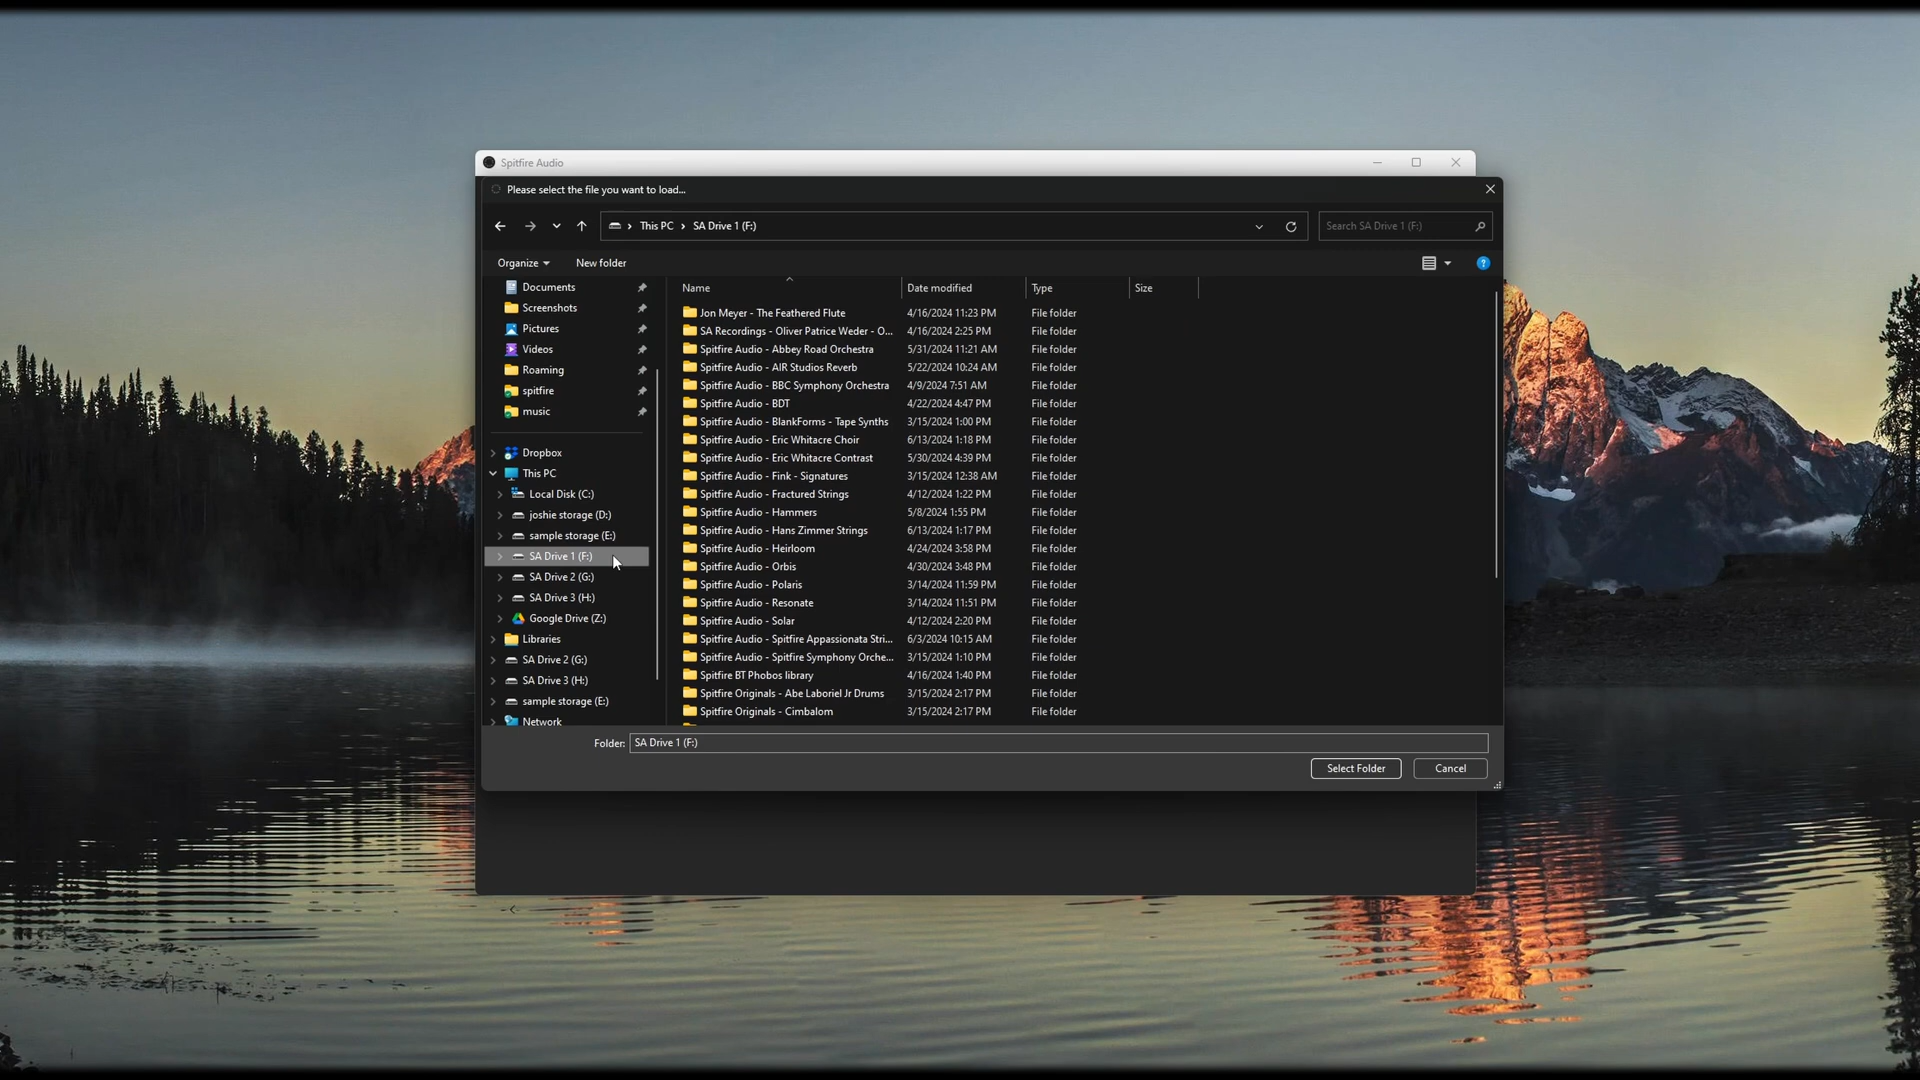 Spitfire Audio
Please select the file you want to load...
This PC > SA Drive 1 (F:)
Search SA Drive 1 (F:)
Organize
New folder
?
Documents
Screenshots
Pictures
Videos
Roaming
spitfire
music
Dropbox
This PC
Local Disk (C:)
joshie storage (D:)
sample storage (E:)
SA Drive 1 (F:)
SA Drive 2 (G:)
SA Drive 3 (H:)
Google Drive (Z:)
Libraries
SA Drive 2 (G:)
SA Drive 3 (H:)
sample storage (E:)
Network
Name Date modified Type Size
Jon Meyer - The Feathered Flute 4/16/2024 11:23 PM File folder
SA Recordings - Oliver Patrice Weder - O... 4/16/2024 2:25 PM File folder
Spitfire Audio - Abbey Road Orchestra 5/31/2024 11:21 AM File folder
Spitfire Audio - AIR Studios Reverb 5/22/2024 10:24 AM File folder
Spitfire Audio - BBC Symphony Orchestra 4/9/2024 7:51 AM File folder
Spitfire Audio - BDT 4/22/2024 4:47 PM File folder
Spitfire Audio - BlankForms - Tape Synths 3/15/2024 1:00 PM File folder
Spitfire Audio - Eric Whitacre Choir 6/13/2024 1:18 PM File folder
Spitfire Audio - Eric Whitacre Contrast 5/30/2024 4:39 PM File folder
Spitfire Audio - Fink - Signatures 3/15/2024 12:38 AM File folder
Spitfire Audio - Fractured Strings 4/12/2024 1:22 PM File folder
Spitfire Audio - Hammers 5/8/2024 1:55 PM File folder
Spitfire Audio - Hans Zimmer Strings 6/13/2024 1:17 PM File folder
Spitfire Audio - Heirloom 4/24/2024 3:58 PM File folder
Spitfire Audio - Orbis 4/30/2024 3:48 PM File folder
Spitfire Audio - Polaris 3/14/2024 11:59 PM File folder
Spitfire Audio - Resonate 3/14/2024 11:51 PM File folder
Spitfire Audio - Solar 4/12/2024 2:20 PM File folder
Spitfire Audio - Spitfire Appassionata Stri... 6/3/2024 10:15 AM File folder
Spitfire Audio - Spitfire Symphony Orche... 3/15/2024 1:10 PM File folder
Spitfire BT Phobos library 4/16/2024 1:40 PM File folder
Spitfire Originals - Abe Laboriel Jr Drums 3/15/2024 2:17 PM File folder
Spitfire Originals - Cimbalom 3/15/2024 2:17 PM File folder
Folder: SA Drive 1 (F:)
Select Folder
Cancel